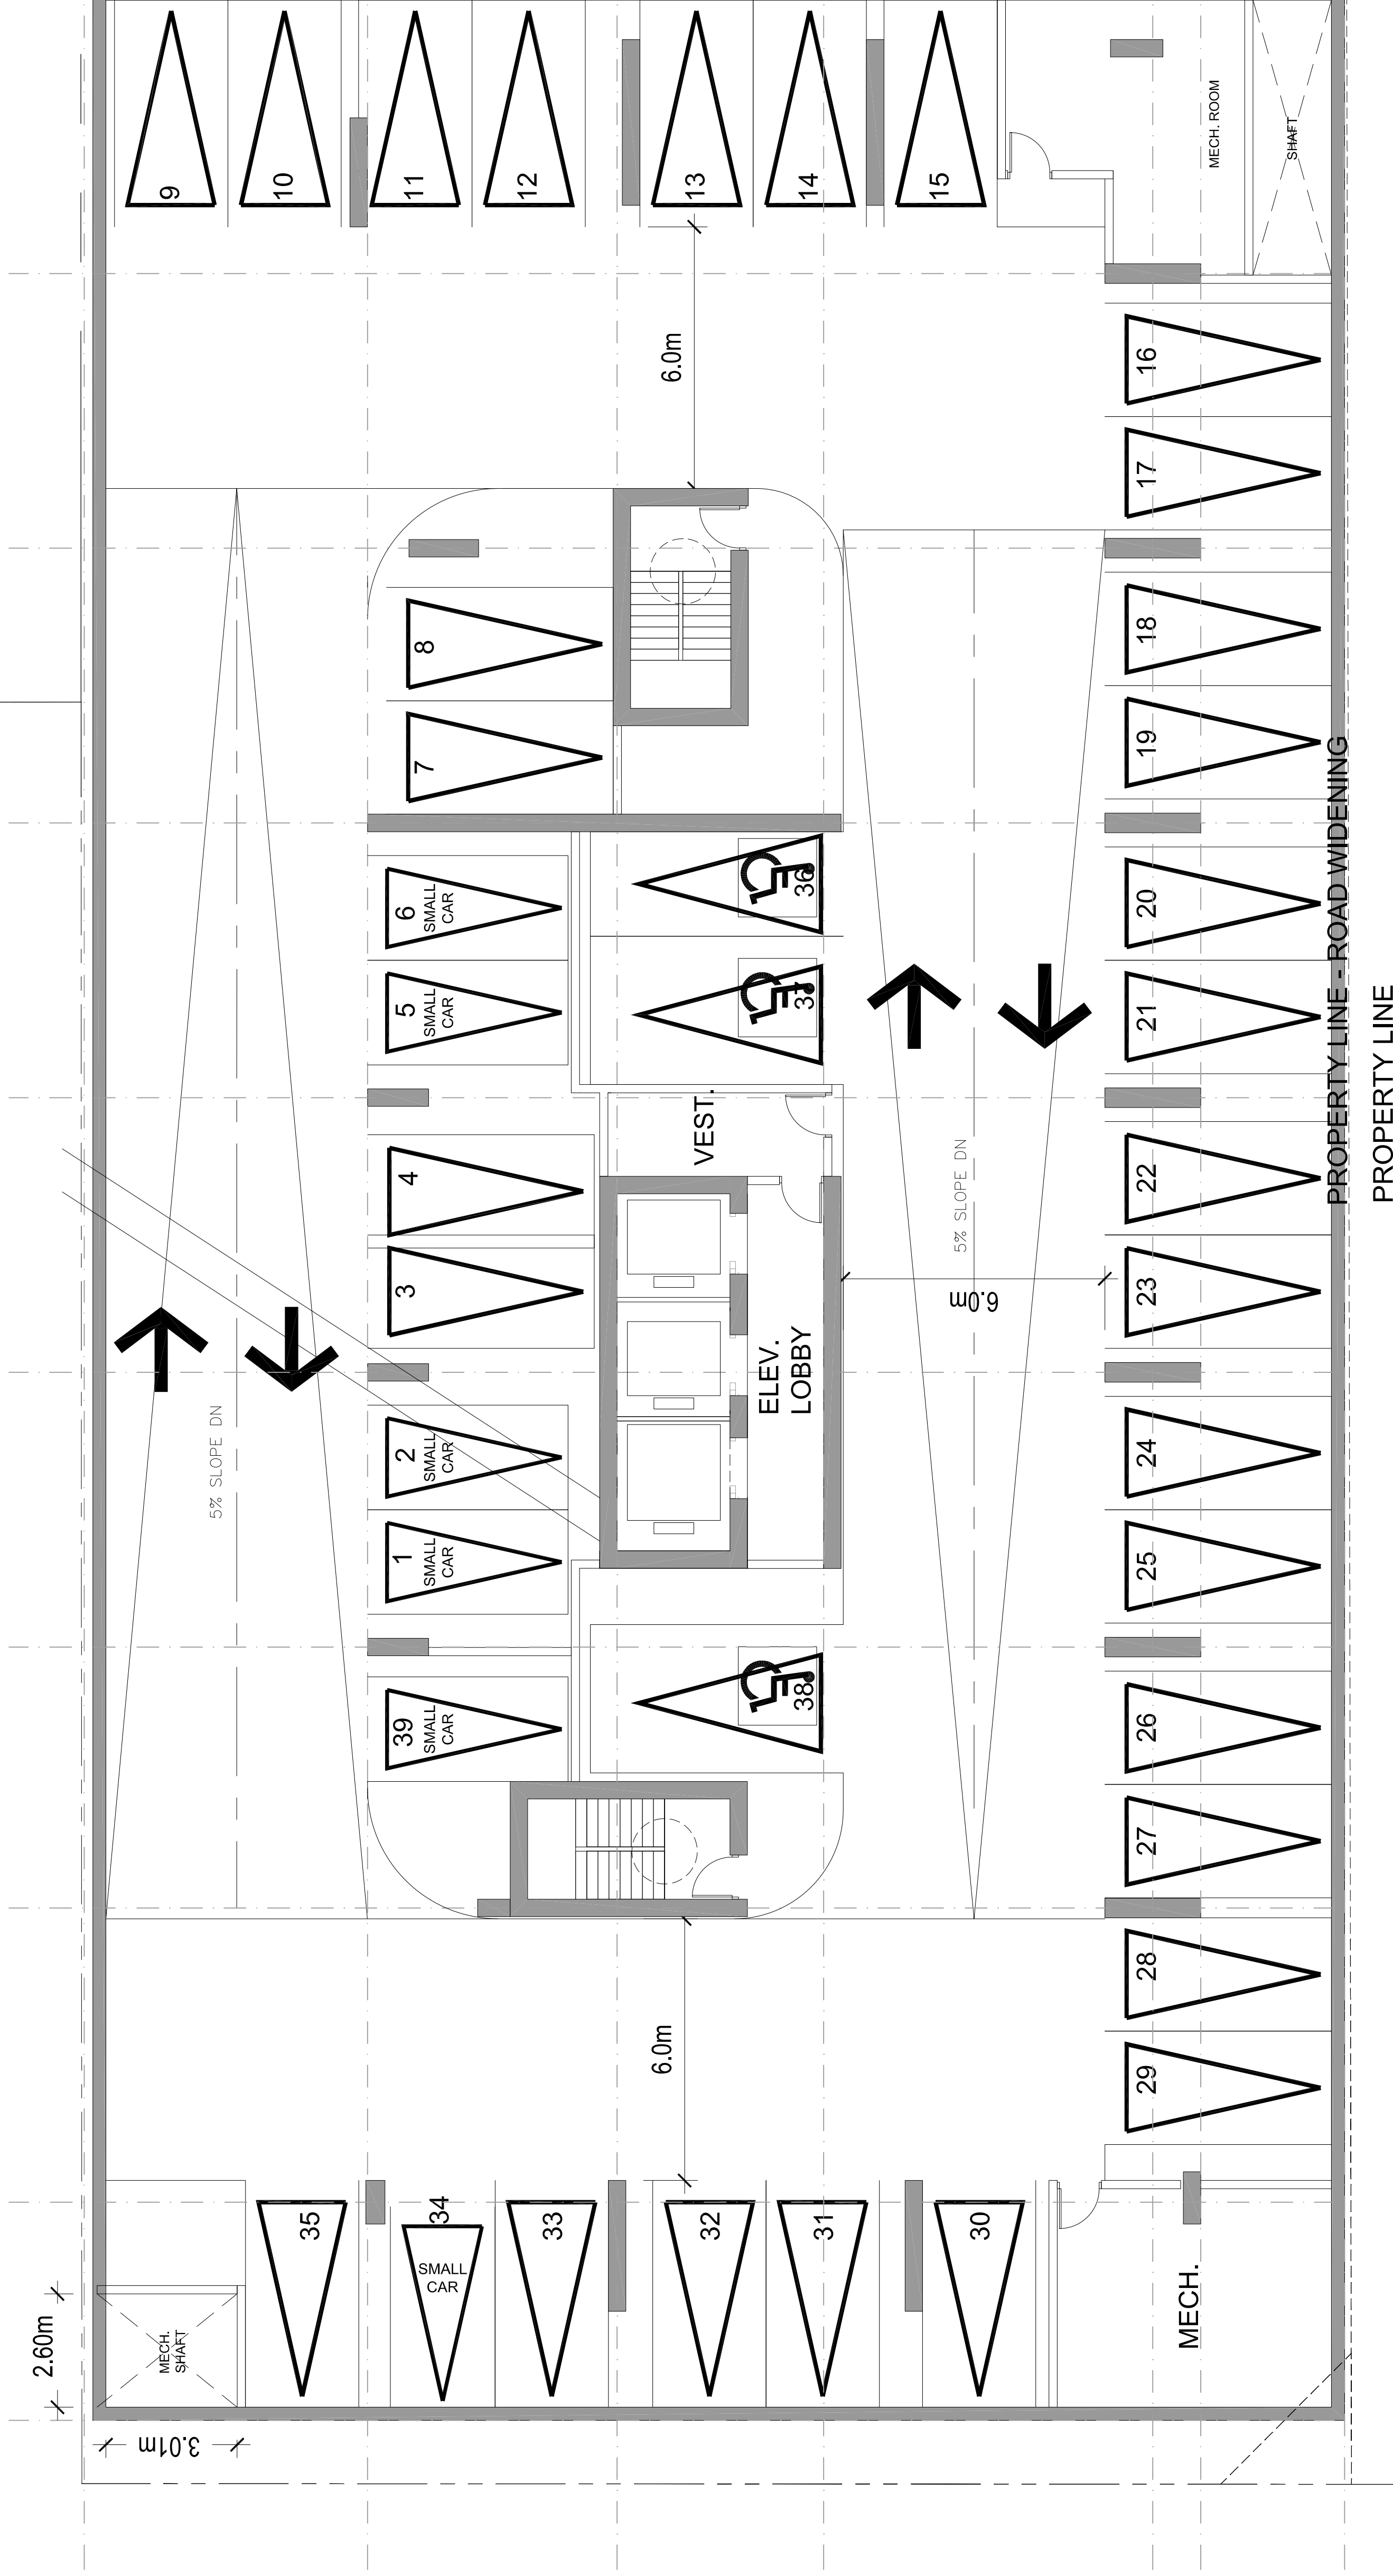 9
10
11
12
13
14
15
MECH. ROOM
SHAFT
6.0m
16
17
8
18
7
19
6
SMALL
CAR
36
20
5
SMALL
CAR
37
21
PROPERTY LINE - ROAD WIDENING
PROPERTY LINE
VEST.
4
22
5% SLOPE DN
3
23
6.0m
ELEV.
LOBBY
5% SLOPE DN
2
SMALL
CAR
24
1
SMALL
CAR
25
39
SMALL
CAR
38
26
27
28
6.0m
29
35
34
SMALL
CAR
33
32
31
30
MECH.
2.60m
MECH.
SHAFT
3.01m